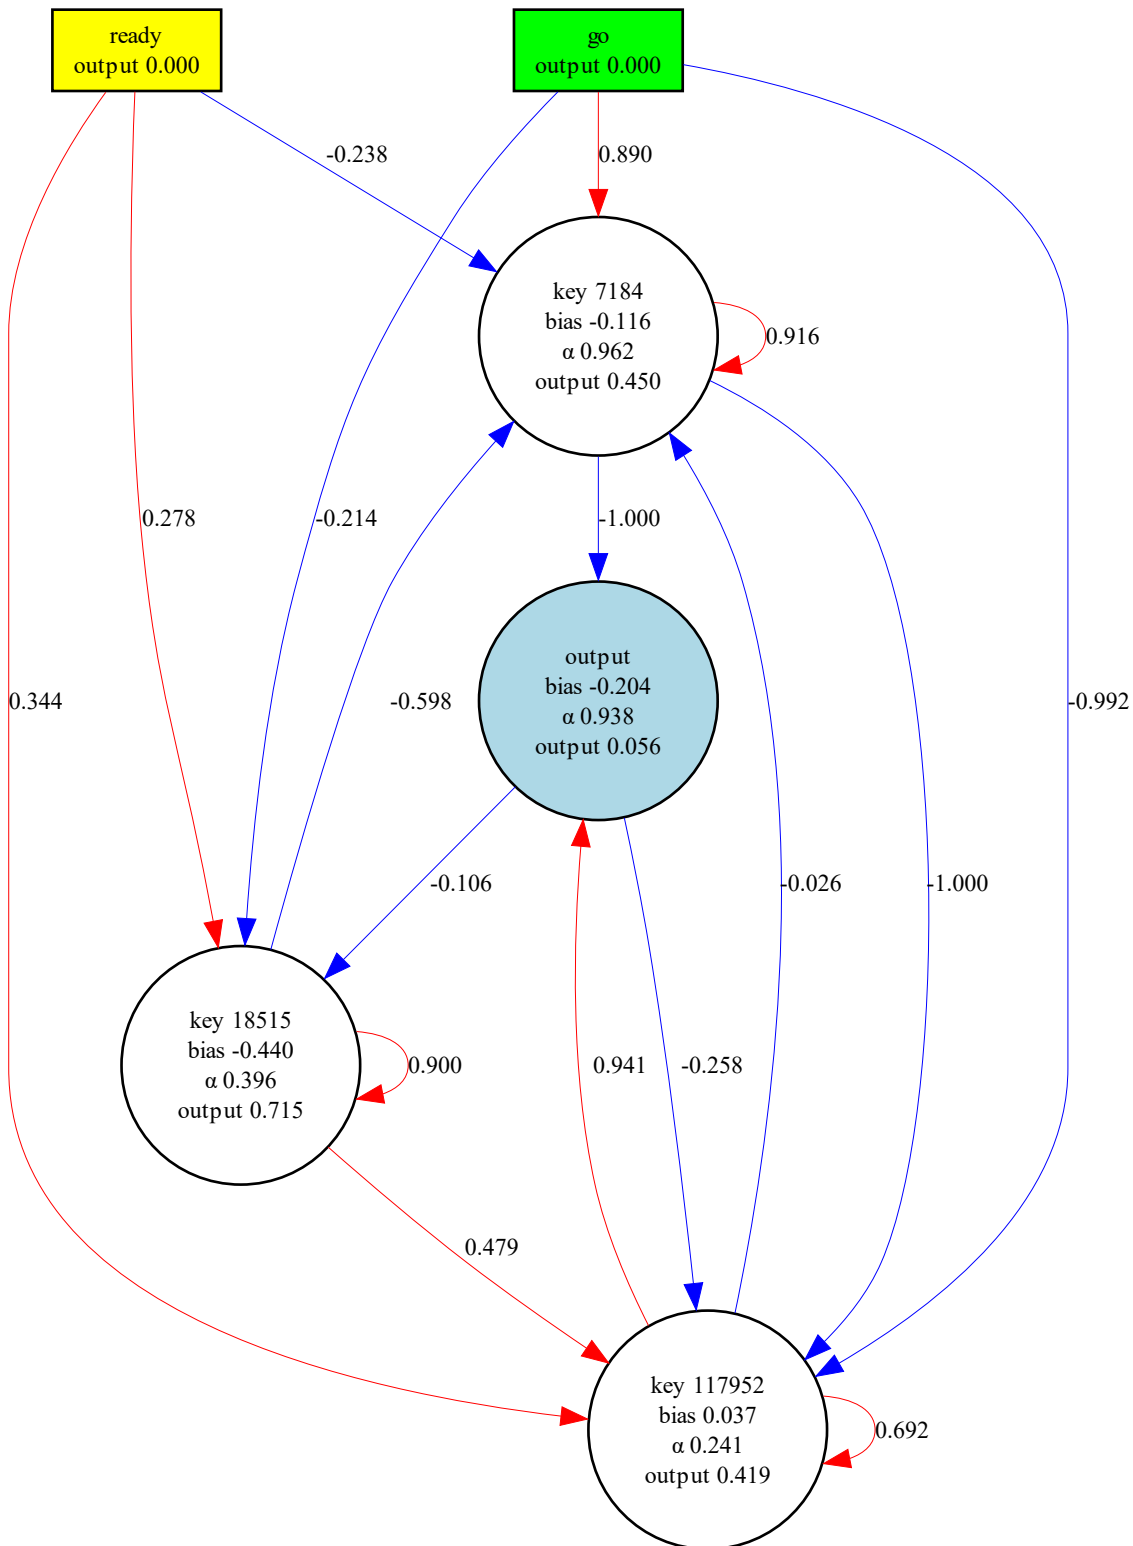 ready
output 0.000
go
output 0.000
-0.238
0.890
key 7184
bias -0.116
α 0.962
output 0.450
0.916
0.278
-0.214
-1.000
output
bias -0.204
α 0.938
output 0.056
0.344
-0.598
-0.992
-0.106
-0.026
-1.000
key 18515
bias -0.440
α 0.396
output 0.715
0.900
0.941
-0.258
0.479
key 117952
bias 0.037
α 0.241
output 0.419
0.692